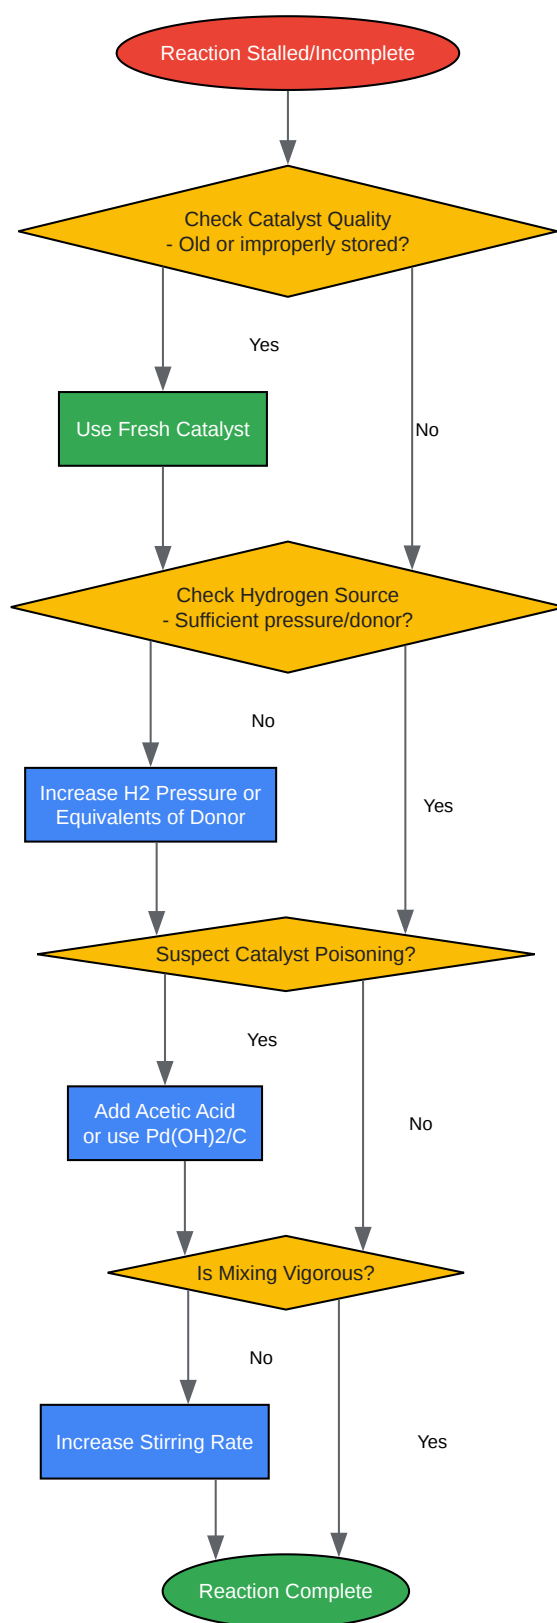 Reaction Stalled/Incomplete
Check Catalyst Quality
- Old or improperly stored?
Yes
Use Fresh Catalyst
No
Check Hydrogen Source
- Sufficient pressure/donor?
No
Increase H2 Pressure or
Equivalents of Donor
Yes
Suspect Catalyst Poisoning?
Yes
Add Acetic Acid
or use Pd(OH)2/C
No
Is Mixing Vigorous?
No
Increase Stirring Rate
Yes
Reaction Complete